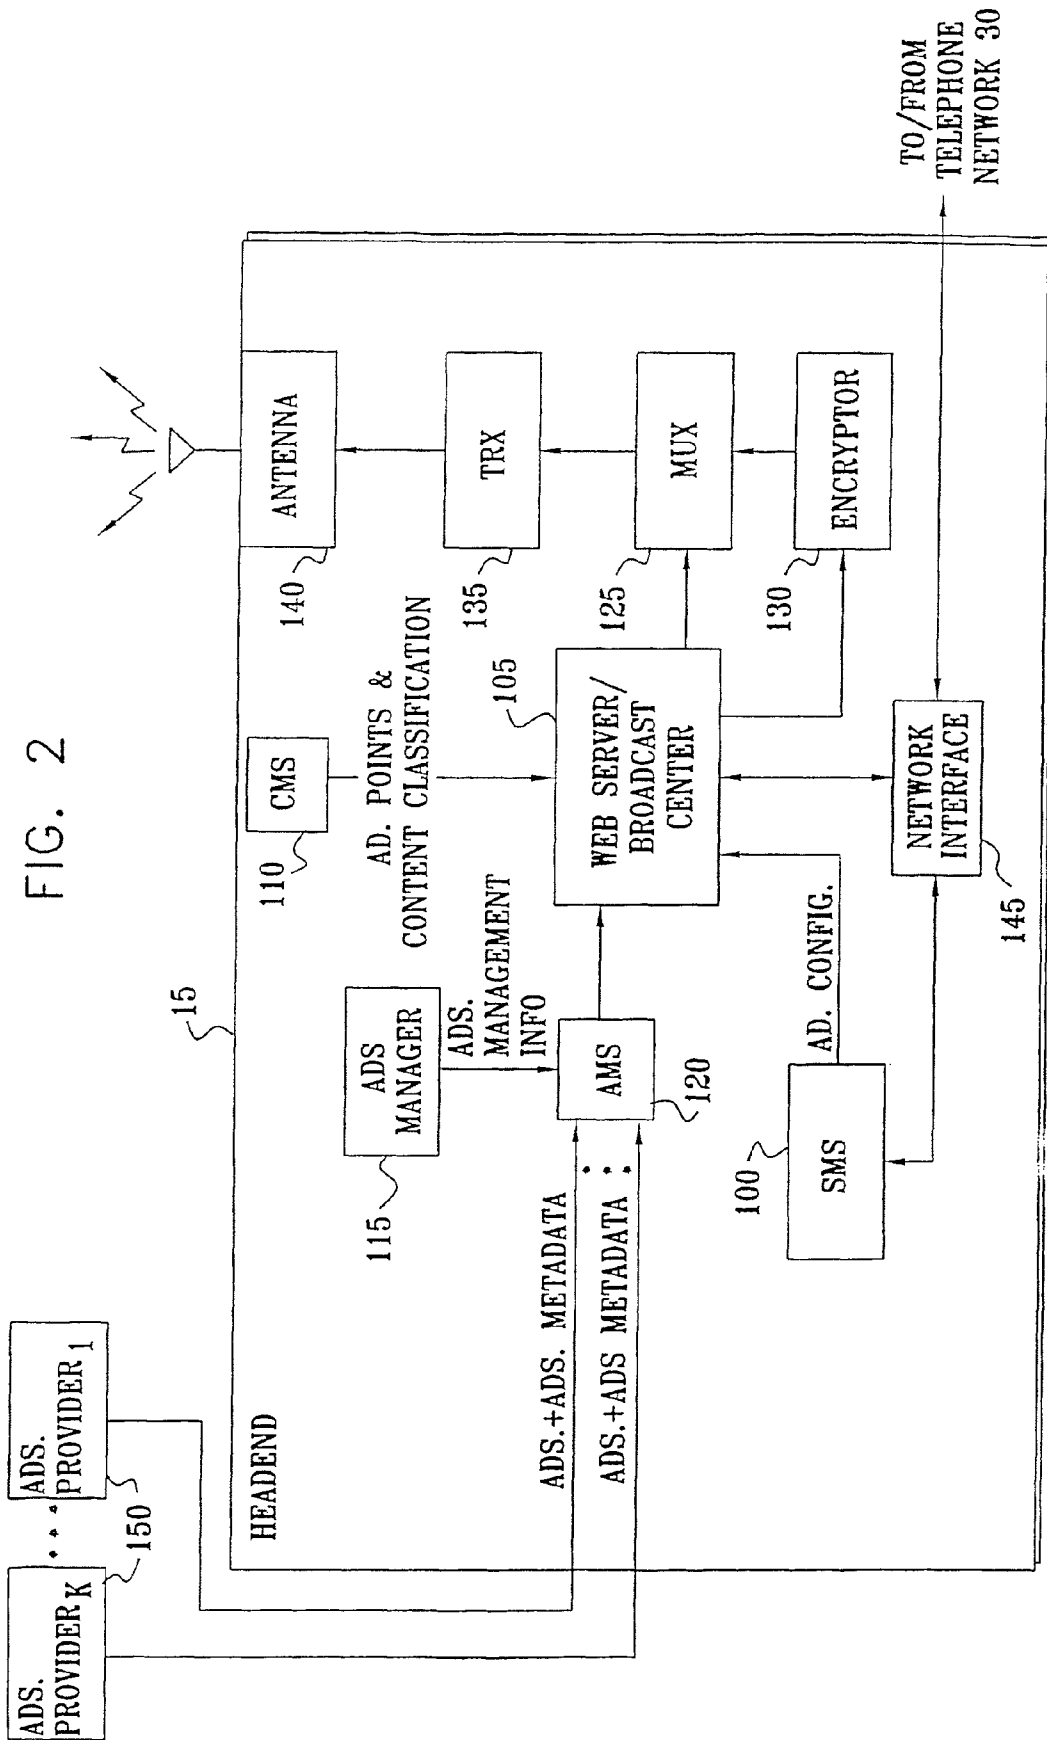 FIG. 2
ADS.
PROVIDER K
ADS.
PROVIDER 1
150
HEADEND
15
ADS
MANAGER
115
ADS.
MANAGEMENT
INFO
CMS
110
AD. POINTS &
CONTENT CLASSIFICATION
ANTENNA
140
TRX
135
MUX
125
ENCRYPTOR
130
ADS.+ADS. METADATA
ADS.+ADS METADATA
AMS
120
WEB SERVER/
BROADCAST
CENTER
105
SMS
100
AD. CONFIG.
NETWORK
INTERFACE
145
TO/FROM
TELEPHONE
NETWORK 30